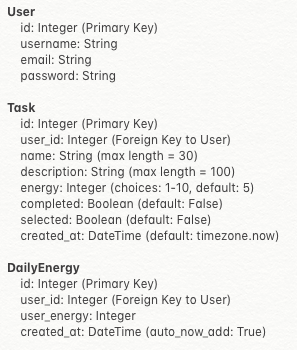 User
id: Integer (Primary Key)
username: String
email: String
password: String
Task
id: Integer (Primary Key)
user_id: Integer (Foreign Key to User)
name: String (max length = 30)
description: String (max length = 100)
energy: Integer (choices: 1-10, default: 5)
completed: Boolean (default: False)
selected: Boolean (default: False)
created_at: DateTime (default: timezone.now)
DailyEnergy
id: Integer (Primary Key)
user_id: Integer (Foreign Key to User)
user_energy: Integer
created_at: DateTime (auto_now_add: True)